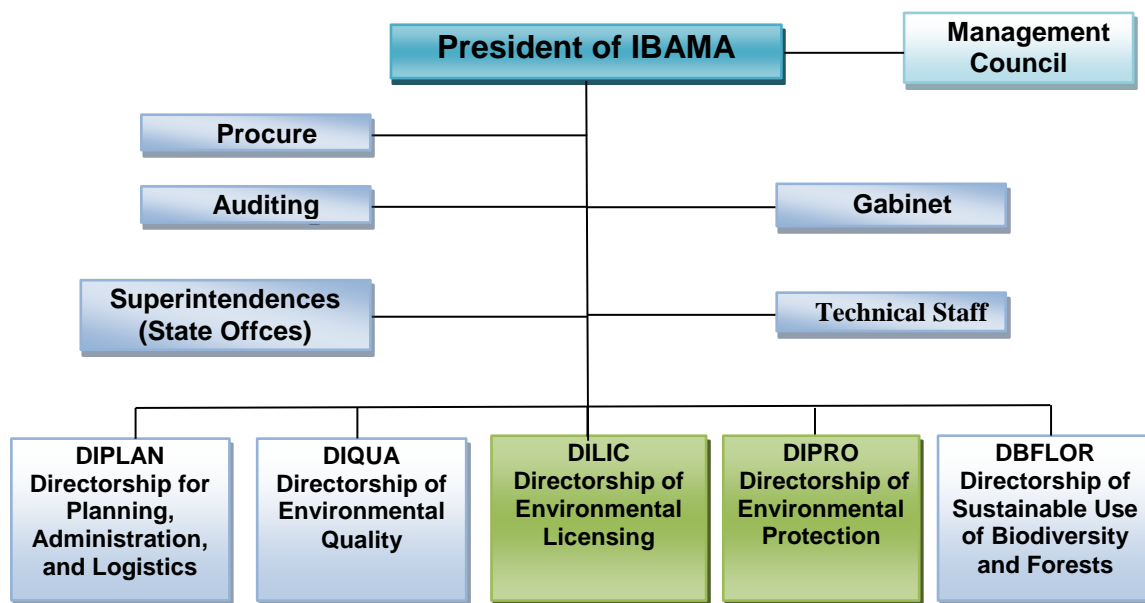 President of IBAMA
Management
Council
Procure
Auditing
Gabinet
Superintendences
(State Offces)
Technical Staff
DIPLAN
Directorship for
Planning,
Administration,
and Logistics
DIQUA
Directorship of
Environmental
Quality
DILIC
Directorship of
Environmental
Licensing
DIPRO
Directorship of
Environmental
Protection
DBFLOR
Directorship of
Sustainable Use
of Biodiversity
and Forests